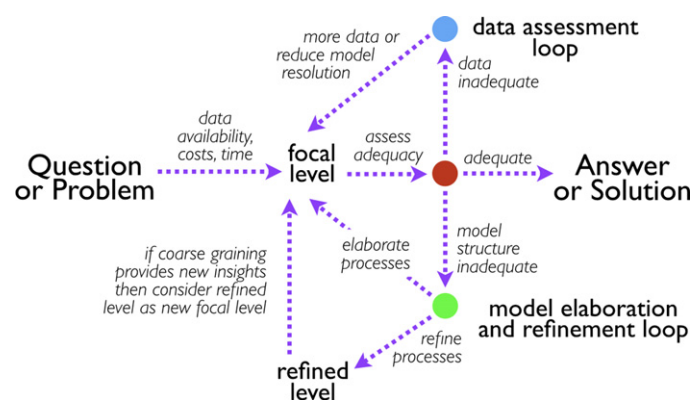 more data or
reduce model
resolution
data assessment
loop
data
inadequate
data
availability,
costs, time
focal
level
assess
adequacy
adequate
Question
or Problem
Answer
or Solution
if coarse graining
provides new insights
then consider refined
level as new focal level
elaborate
processes
model
structure
inadequate
model elaboration
and refinement loop
refine
processes
refined
level